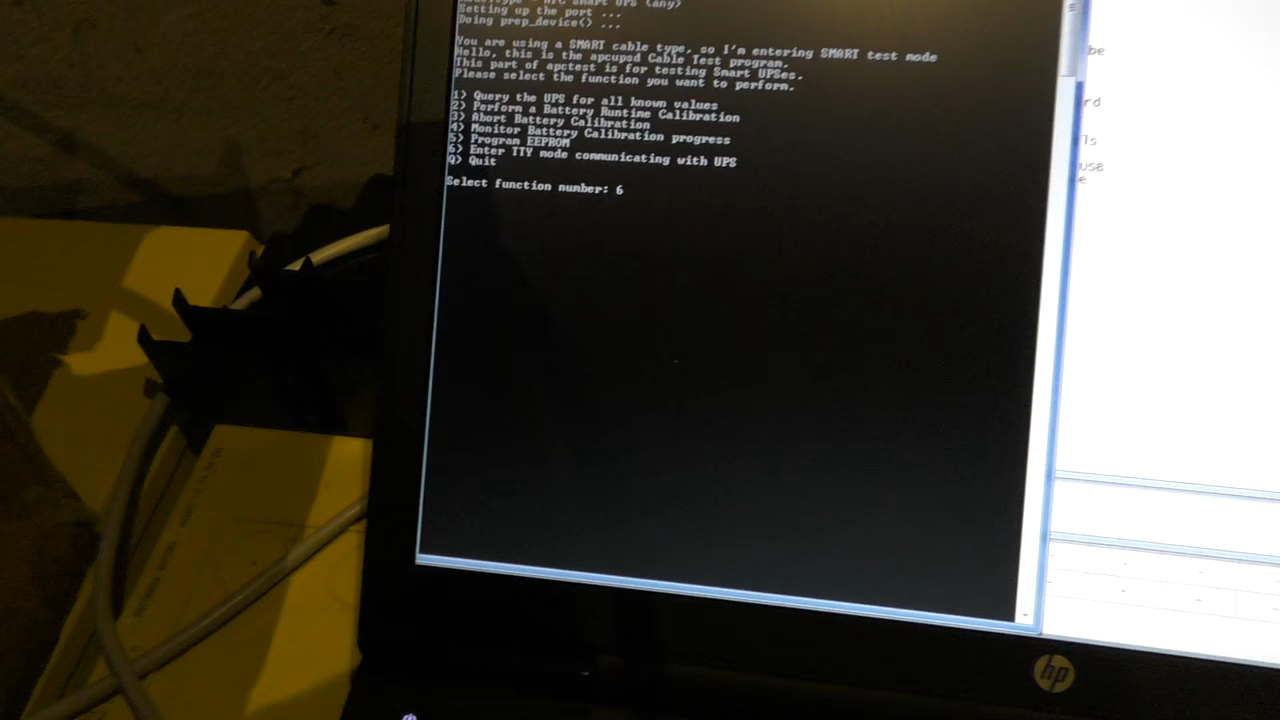 Setting up the port ...
Doing prep_device() ...
You are using a SMART cable type, so I'm entering SMART test mode
Hello, this is the apcupsd Cable Test program.
This part of apctest is for testing Smart UPSes.
Please select the function you want to perform.
1) Query the UPS for all known values
2) Perform a Battery Runtime Calibration
3) Abort Battery Calibration
4) Monitor Battery Calibration progress
5) Program EEPROM
6) Enter TTY mode communicating with UPS
Q) Quit
Select function number: 6
be
rd
ls
use
e
hp